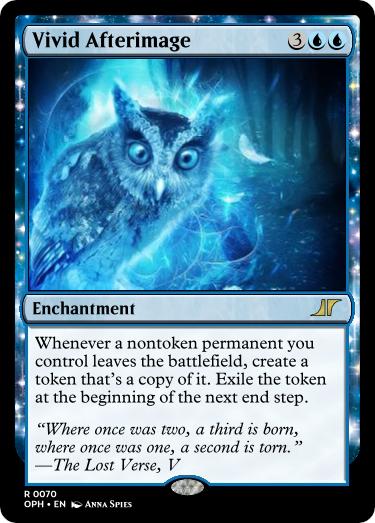 Vivid Afterimage 3
Enchantment
Whenever a nontoken permanent you
control leaves the battlefield, create a
token that's a copy of it. Exile the token
at the beginning of the next end step.
“Where once was two, a third is born,
where once was one, a second is torn.”
—The Lost Verse, V
R 0070
OPH • EN Anna Spies